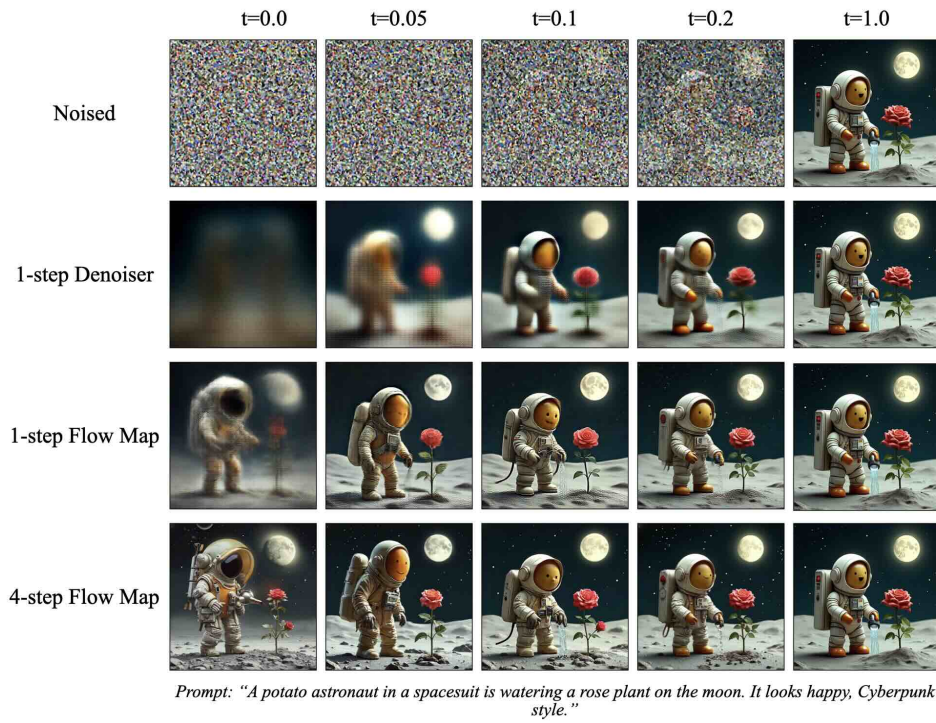 t=0.0 t=0.05 t=0.1 t=0.2 t=1.0
Noised
1-step Denoiser
1-step Flow Map
4-step Flow Map
Prompt: “A potato astronaut in a spacesuit is watering a rose plant on the moon. It looks happy, Cyberpunk
style.”